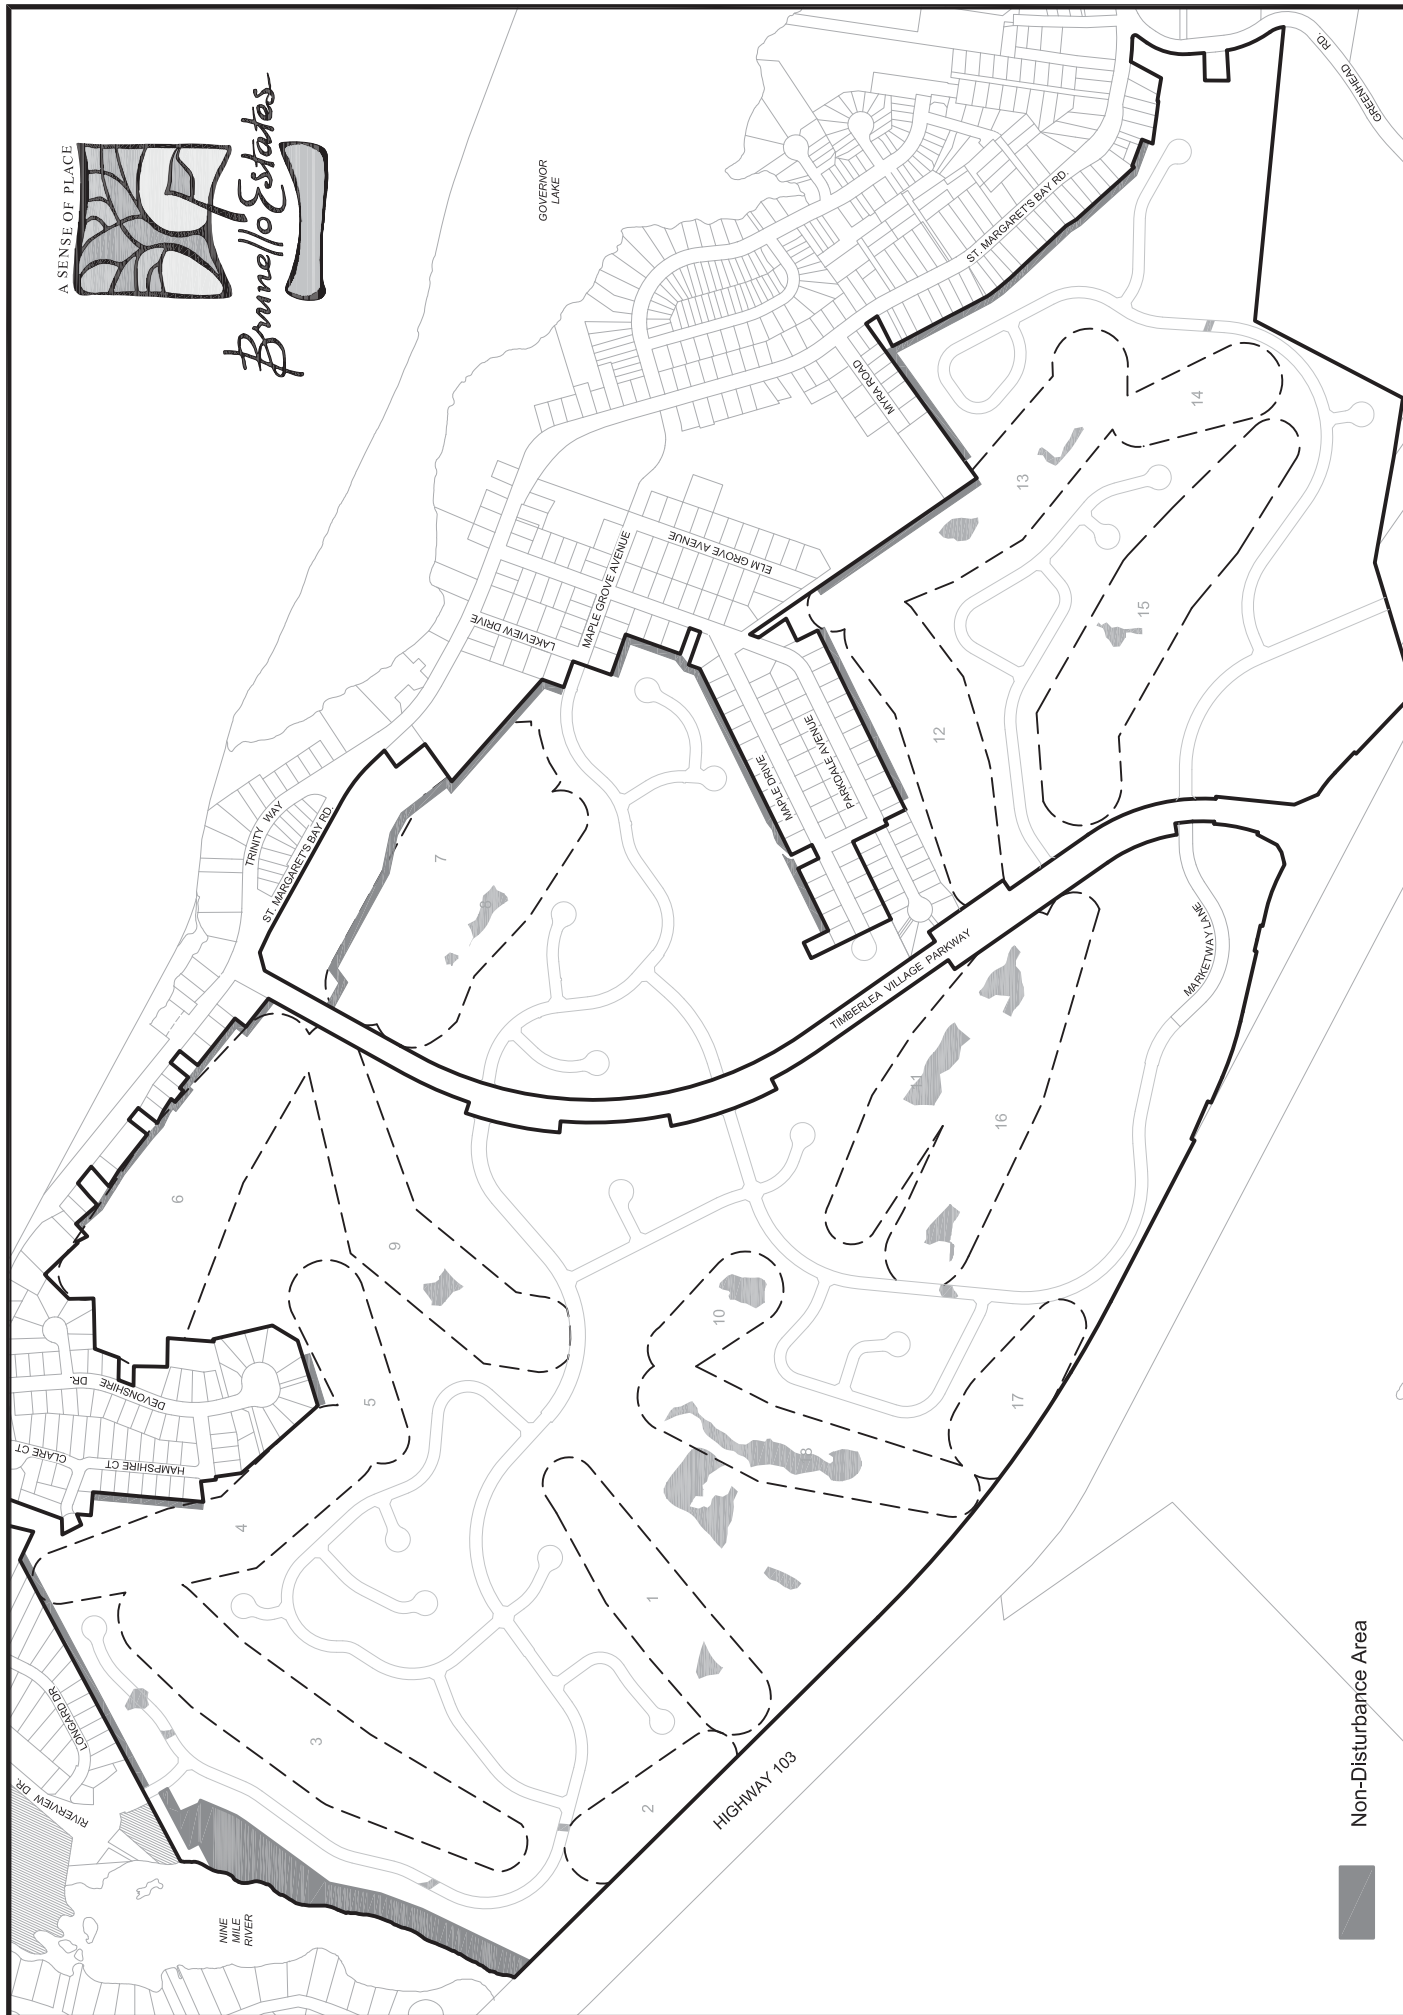 A SENSE OF PLACE
Brunello Estates
GOVERNOR
LAKE
GREENHEAD
RD.
ST. MARGARET'S BAY RD.
MYRA ROAD
14
13
ELM GROVE AVENUE
MAPLE GROVE AVENUE
LAKEVIEW DRIVE
15
12
PARKDALE AVENUE
MAPLE DRIVE
TRINITY WAY
ST. MARGARET'S BAY RD.
7
8
TIMBERLEA VILLAGE PARKWAY
MARKETWAY LANE
11
16
6
9
10
DEVONSHIRE DR.
5
17
CLARE CT
HAMPSHIRE CT
18
4
1
LONGARD DR.
3
RIVERVIEW DR.
2
HIGHWAY 103
NINE
MILE
RIVER
Non-Disturbance Area